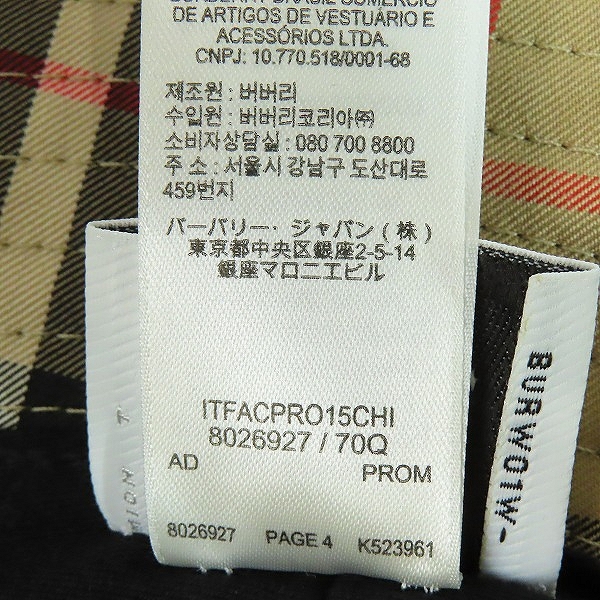 BURBERRY BRASIL COMERCIO
DE ARTIGOS DE VESTUÁRIO E
ACESSÓRIOS LTDA.
CNPJ: 10.770.518/0001-68
제조원 : 버버리
수입원 : 버버리코리아㈜
소비자상담실 : 080 700 8800
주 소 : 서울시 강남구 도산대로
459번지
バーバリー・ジャパン(株)
東京都中央区銀座2-5-14
銀座マロニエビル
ITFACPRO15CHI
8026927 / 70Q
AD PROM
8026927 PAGE 4 K523961
BURW01W-